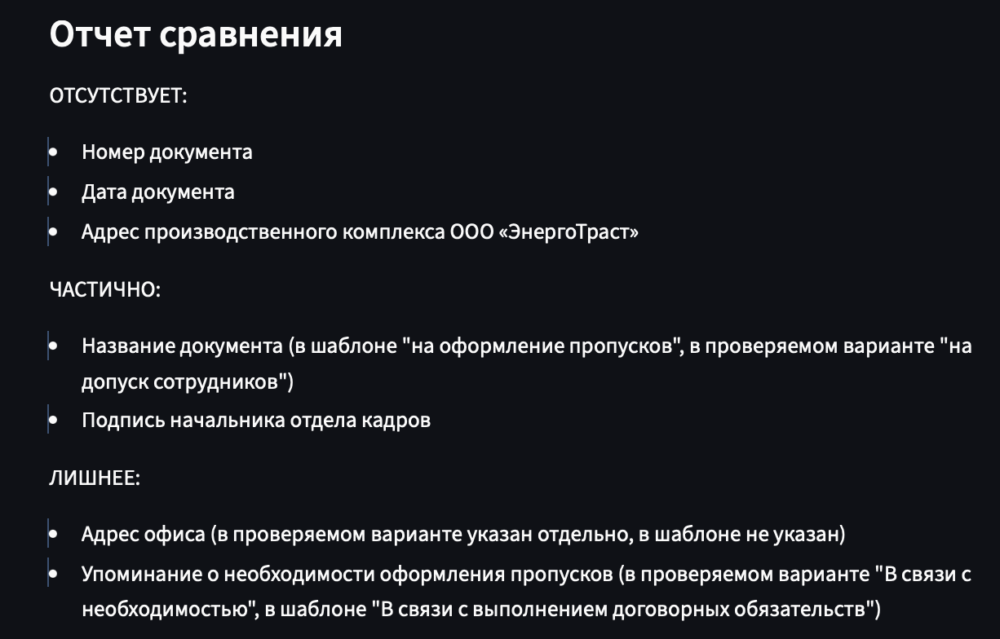 Отчет сравнения
ОТСУТСТВУЕТ:
• Номер документа
• Дата документа
• Адрес производственного комплекса ООО «ЭнергоТраст»
ЧАСТИЧНО:
• Название документа (в шаблоне "на оформление пропусков", в проверяемом варианте "на
допуск сотрудников")
• Подпись начальника отдела кадров
ЛИШНЕЕ:
• Адрес офиса (в проверяемом варианте указан отдельно, в шаблоне не указан)
• Упоминание о необходимости оформления пропусков (в проверяемом варианте "В связи с
необходимостью", в шаблоне "В связи с выполнением договорных обязательств")